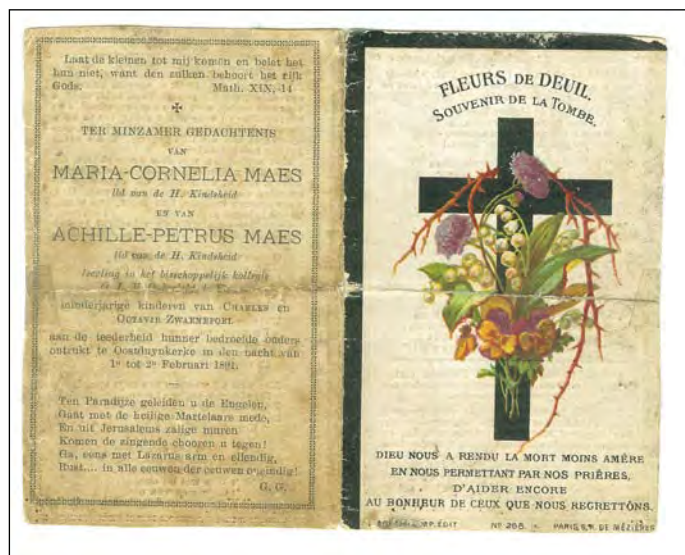 Laat de kleinen tot mij komen en belet het
hun niet, want den zulken behoort het rijk
Gods. Math. XIX, 14
TER MINZAMER GEDACHTENIS
VAN
MARIA-CORNELIA MAES
lid van de H. Kindsheid
EN VAN
ACHILLE-PETRUS MAES
lid van de H. Kindsheid
leerling in het bisschoppelijk kollegie
minderjarige kinderen van CHARLES en
OCTAVIE ZWAENEPOEL
aan de teederheid hunner bedroefde ouders
ontrukt te Oostduynkerke in den nacht van
1n tot 2n Februari 1891.
Ten Paradijze geleiden u de Engelen,
Gaat met de heilige Martelaare mede,
En uit Jerusalems zalige muren
Komen de zingende chooren u tegen!
Ga, eens met Lazarus arm en ellendig,
Rust.... in alle eeuwen der eeuwen oneindig!
G. G.
FLEURS DE DEUIL.
SOUVENIR DE LA TOMBE.
DIEU NOUS A RENDU LA MORT MOINS AMÈRE
EN NOUS PERMETTANT PAR NOS PRIÈRES,
D'AIDER ENCORE
AU BONHEUR DE CEUX QUE NOUS REGRETTONS.
IMP. ÉDIT No 268. PARIS R. DE MÉZIÈRES